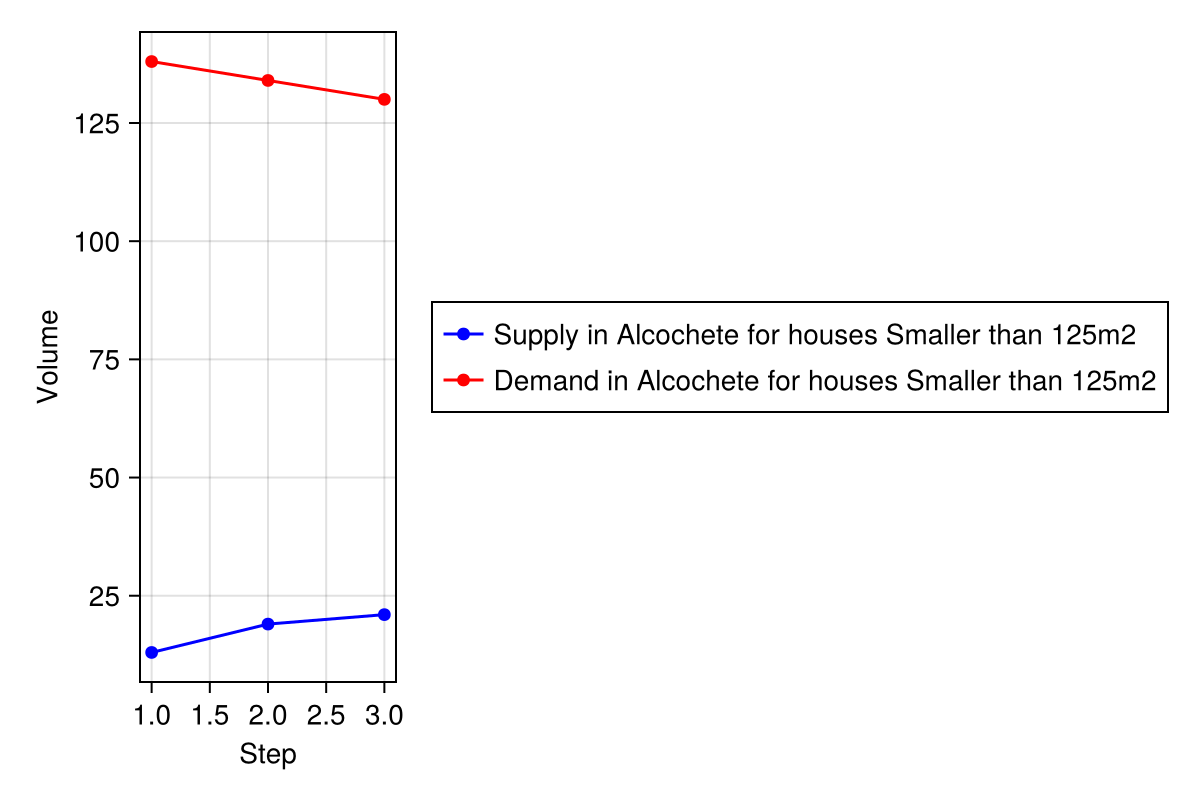 125
100
75
50
25
Volume
1.0 1.5 2.0 2.5 3.0
Step
Supply in Alcochete for houses Smaller than 125m2
Demand in Alcochete for houses Smaller than 125m2